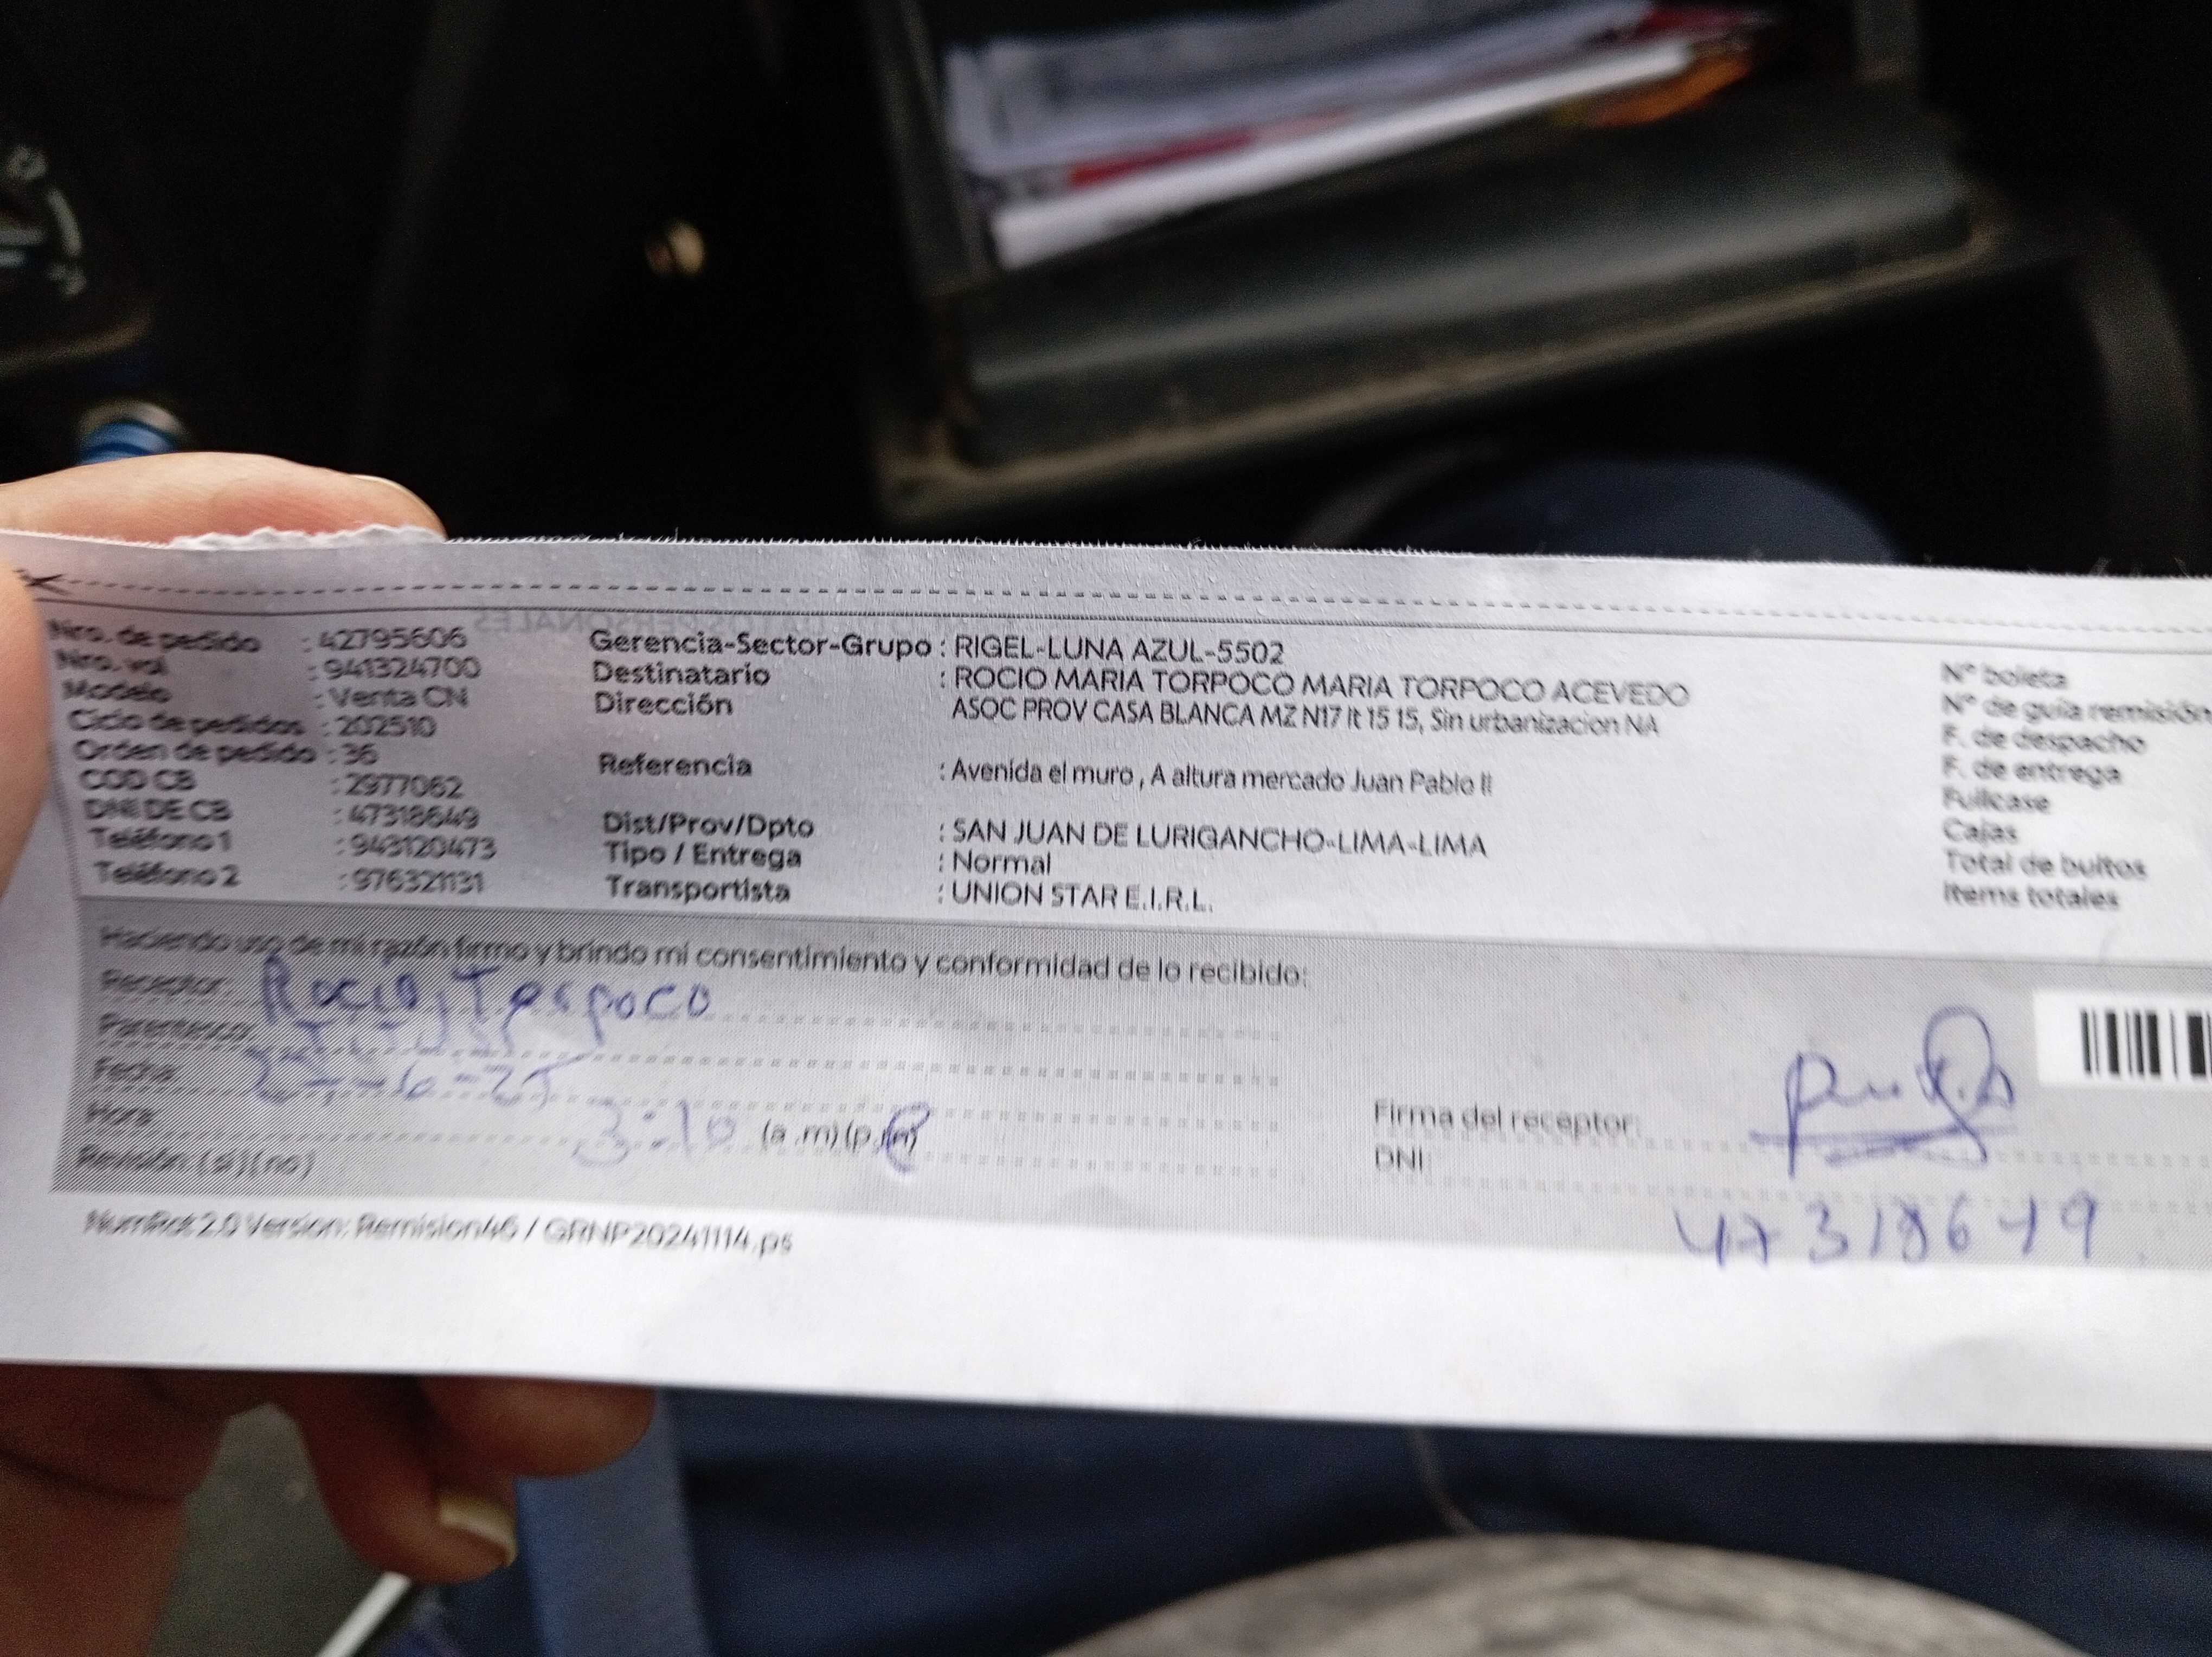 Nro. de pedido : 42795606
Nro. val : 941324700
Modelo : Venta CN
Ciclo de pedidos : 202510
Orden de pedido : 36
COD CB : 2977062
DNI DE CB : 47318649
Teléfono 1 : 943120473
Teléfono 2 : 976321131
Gerencia-Sector-Grupo : RIGEL-LUNA AZUL-5502
Destinatario : ROCIO MARIA TORPOCO MARIA TORPOCO ACEVEDO
Dirección ASOC PROV CASA BLANCA MZ N17 lt 15 15, Sin urbanizacion NA
Referencia : Avenida el muro , A altura mercado Juan Pablo II
Dist/Prov/Dpto : SAN JUAN DE LURIGANCHO-LIMA-LIMA
Tipo / Entrega : Normal
Transportista : UNION STAR E.I.R.L.
N° boleta
N° de guia remisión
F. de despacho
F. de entrega
Fullcase
Cajas
Total de bultos
Items totales
Haciendo uso de mi razón firmo y brindo mi consentimiento y conformidad de lo recibido:
Receptor: Rocio Torpoco
Parentesco:
Fecha:
Hora: 3:10 (a .m) (p .m)
Revisión: (si) (no)
Firma del receptor:
DNI: 47318649
Version: Remision46 / GRNP20241114.ps